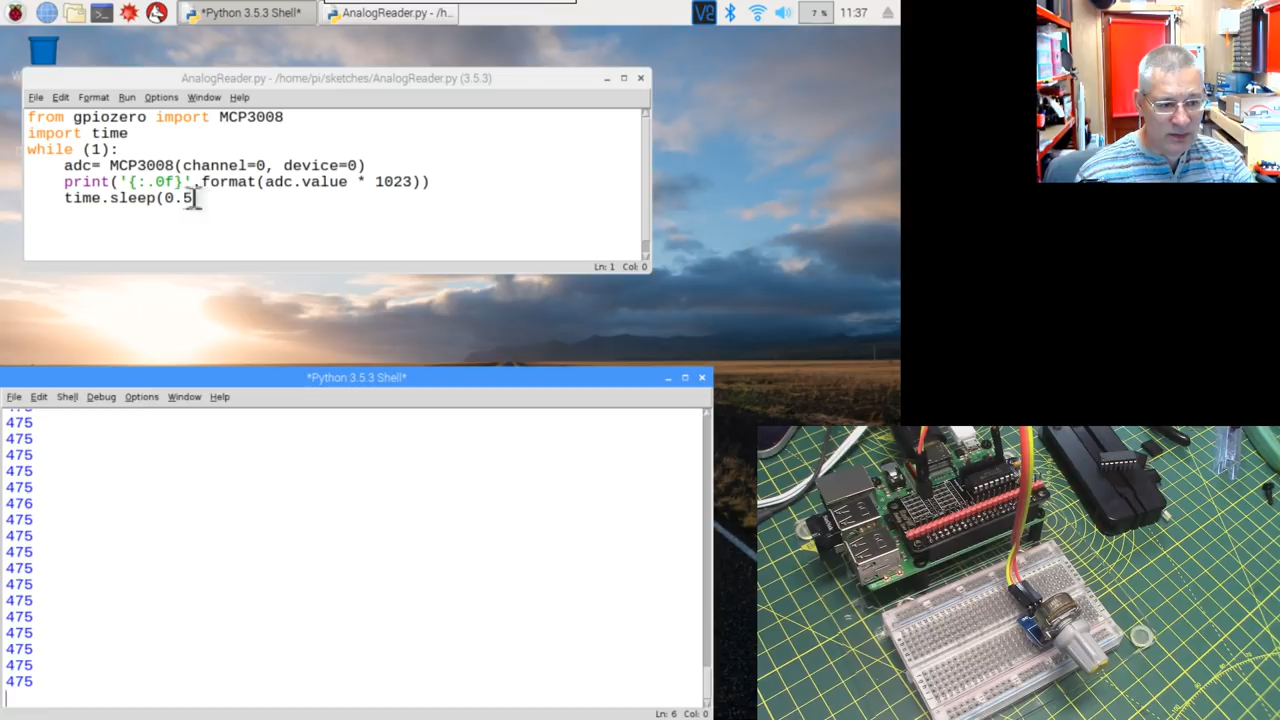 *Python 3.5.3 Shell*
AnalogReader.py - /h...
V2
7 %
11:37
AnalogReader.py - /home/pi/sketches/AnalogReader.py (3.5.3)
File Edit Format Run Options Window Help
from gpiozero import MCP3008
import time
while (1):
adc= MCP3008(channel=0, device=0)
print('{:.0f}'.format(adc.value * 1023))
time.sleep(0.5
Ln: 1 Col: 0
*Python 3.5.3 Shell*
File Edit Shell Debug Options Window Help
475
475
475
475
475
476
475
475
475
475
475
475
475
475
475
475
475
Ln: 6 Col: 0